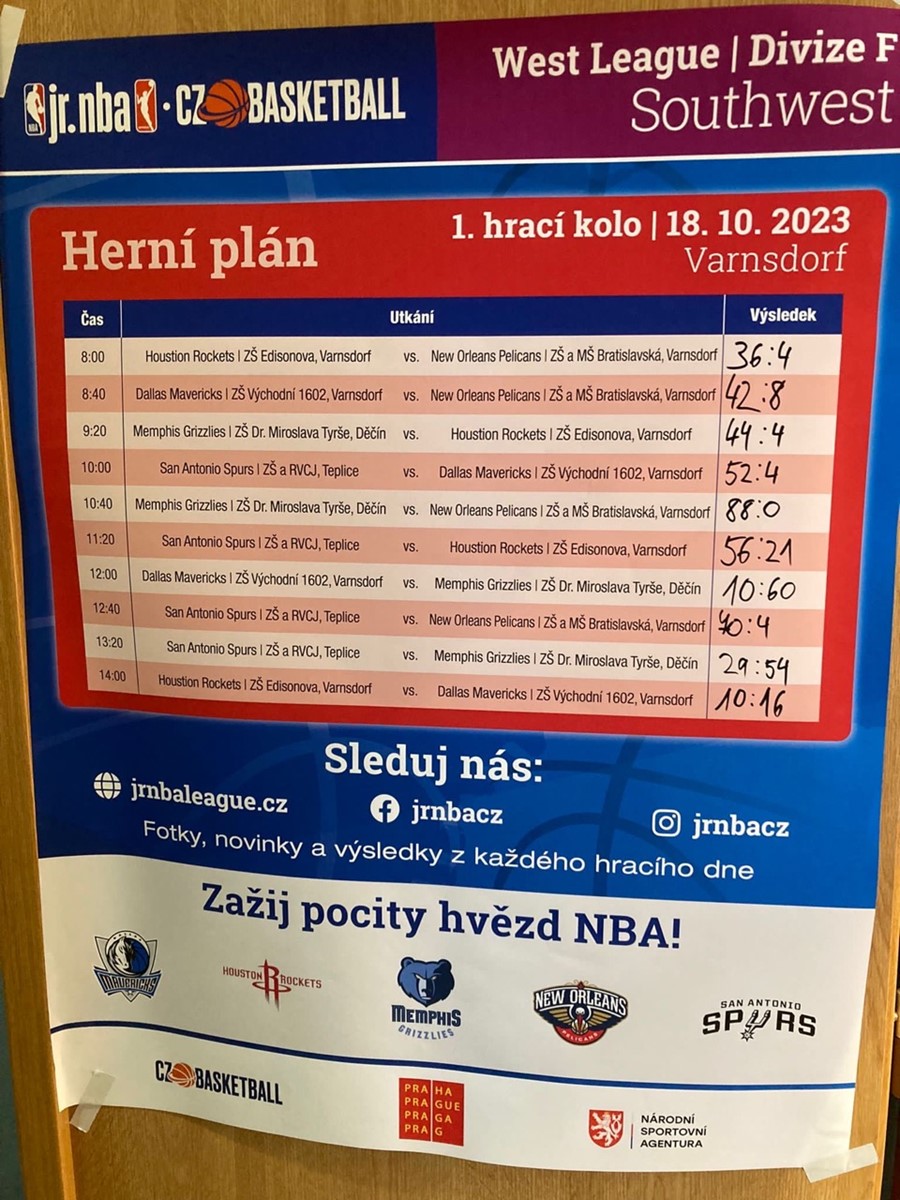 jr.nba · CZ BASKETBALL
West League | Divize F
Southwest
Herní plán
1. hrací kolo | 18. 10. 2023
Varnsdorf
Čas Utkání Výsledek
8:00 Houstion Rockets | ZŠ Edisonova, Varnsdorf vs. New Orleans Pelicans | ZŠ a MŠ Bratislavská, Varnsdorf 36:4
8:40 Dallas Mavericks | ZŠ Východní 1602, Varnsdorf vs. New Orleans Pelicans | ZŠ a MŠ Bratislavská, Varnsdorf 42:8
9:20 Memphis Grizzlies | ZŠ Dr. Miroslava Tyrše, Děčín vs. Houstion Rockets | ZŠ Edisonova, Varnsdorf 44:4
10:00 San Antonio Spurs | ZŠ a RVCJ, Teplice vs. Dallas Mavericks | ZŠ Východní 1602, Varnsdorf 52:4
10:40 Memphis Grizzlies | ZŠ Dr. Miroslava Tyrše, Děčín vs. New Orleans Pelicans | ZŠ a MŠ Bratislavská, Varnsdorf 88:0
11:20 San Antonio Spurs | ZŠ a RVCJ, Teplice vs. Houstion Rockets | ZŠ Edisonova, Varnsdorf 56:21
12:00 Dallas Mavericks | ZŠ Východní 1602, Varnsdorf vs. Memphis Grizzlies | ZŠ Dr. Miroslava Tyrše, Děčín 10:60
12:40 San Antonio Spurs | ZŠ a RVCJ, Teplice vs. New Orleans Pelicans | ZŠ a MŠ Bratislavská, Varnsdorf
13:20 San Antonio Spurs | ZŠ a RVCJ, Teplice vs. Memphis Grizzlies | ZŠ Dr. Miroslava Tyrše, Děčín 29:54
14:00 Houstion Rockets | ZŠ Edisonova, Varnsdorf vs. Dallas Mavericks | ZŠ Východní 1602, Varnsdorf 10:16
Sleduj nás:
jrnbaleague.cz jrnbacz jrnbacz
Fotky, novinky a výsledky z každého hracího dne
Zažij pocity hvězd NBA!
MAVERICKS
HOUSTON ROCKETS
MEMPHIS
GRIZZLIES
NEW ORLEANS
PELICANS
SAN ANTONIO
SPURS
CZ BASKETBALL
PRA HA
PRA GUE
PRA GA
PRA G
NÁRODNÍ
SPORTOVNÍ
AGENTURA